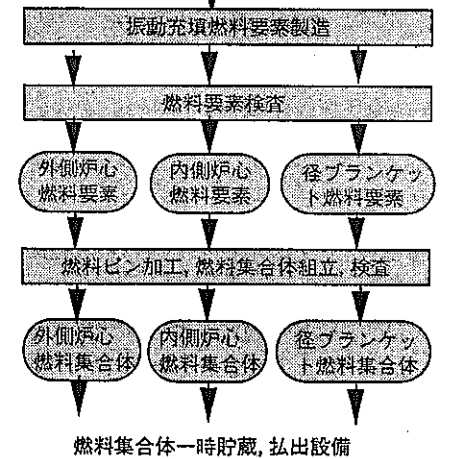 振動充填燃料要素製造
燃料要素検査
外側炉心
燃料要素
内側炉心
燃料要素
径ブランケッ
ト燃料要素
燃料ピン加工, 燃料集合体組立, 検査
外側炉心
燃料集合体
内側炉心
燃料集合体
径ブランケッ
ト燃料集合体
燃料集合体一時貯蔵, 払出設備